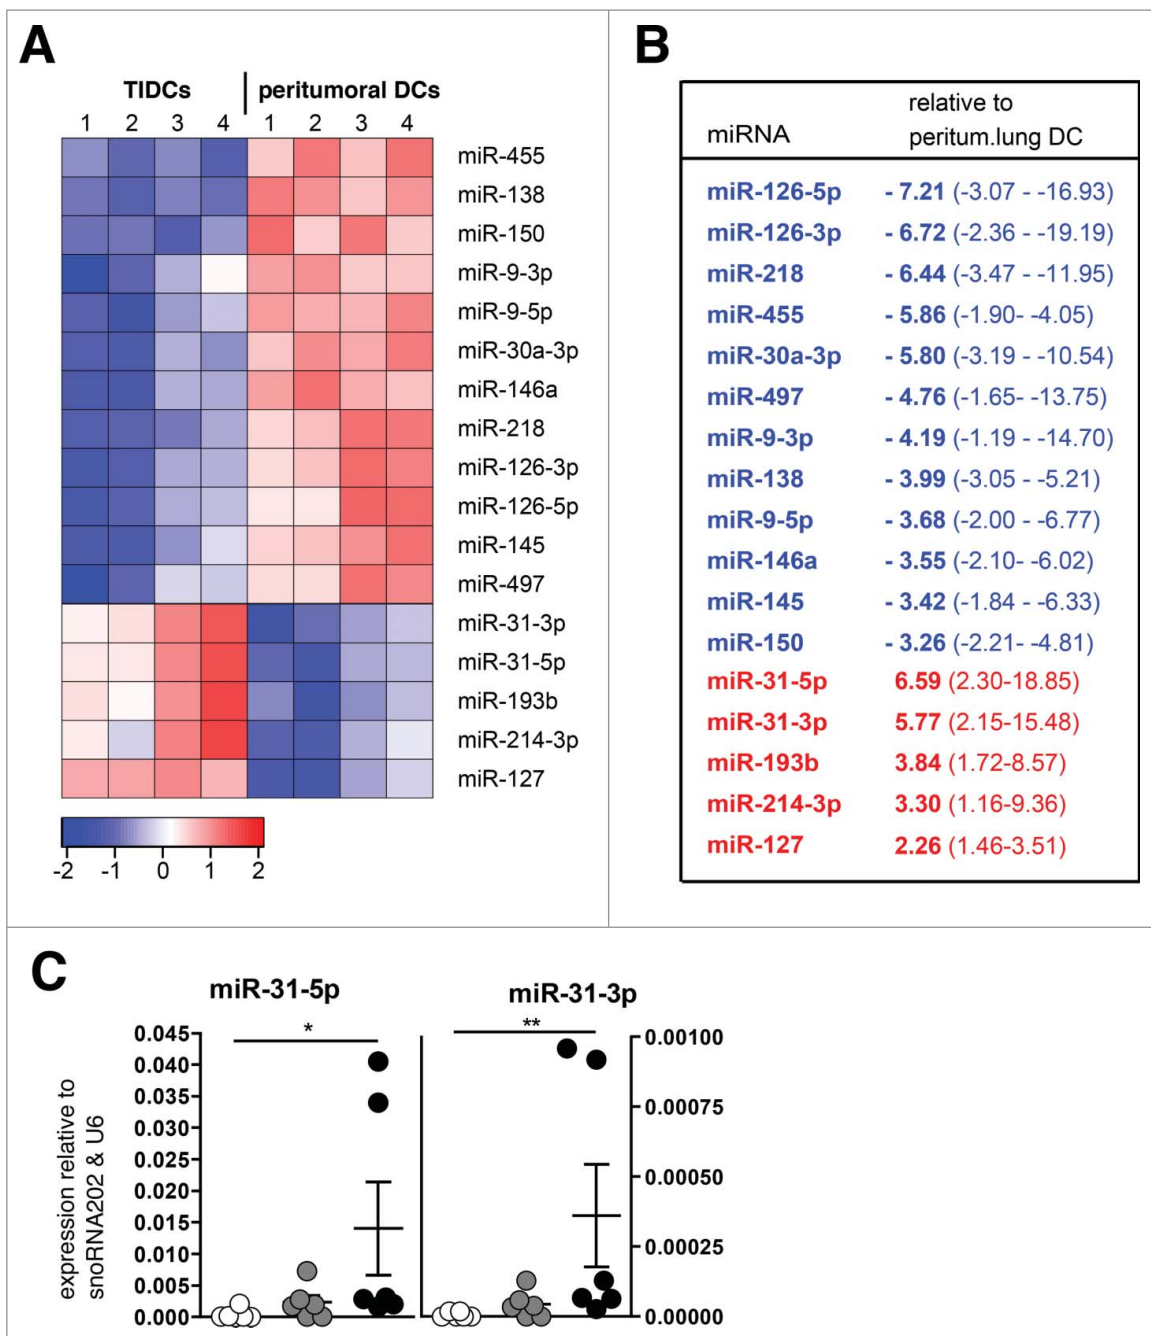 A
TIDCs peritumoral DCs
1 2 3 4 1 2 3 4
miR-455
miR-138
miR-150
miR-9-3p
miR-9-5p
miR-30a-3p
miR-146a
miR-218
miR-126-3p
miR-126-5p
miR-145
miR-497
miR-31-3p
miR-31-5p
miR-193b
miR-214-3p
miR-127
-2 -1 0 1 2
B
miRNA relative to
peritum.lung DC
miR-126-5p - 7.21 (-3.07 - -16.93)
miR-126-3p - 6.72 (-2.36 - -19.19)
miR-218 - 6.44 (-3.47 - -11.95)
miR-455 - 5.86 (-1.90- -4.05)
miR-30a-3p - 5.80 (-3.19 - -10.54)
miR-497 - 4.76 (-1.65- -13.75)
miR-9-3p - 4.19 (-1.19 - -14.70)
miR-138 - 3.99 (-3.05 - -5.21)
miR-9-5p - 3.68 (-2.00 - -6.77)
miR-146a - 3.55 (-2.10- -6.02)
miR-145 - 3.42 (-1.84 - -6.33)
miR-150 - 3.26 (-2.21- -4.81)
miR-31-5p 6.59 (2.30-18.85)
miR-31-3p 5.77 (2.15-15.48)
miR-193b 3.84 (1.72-8.57)
miR-214-3p 3.30 (1.16-9.36)
miR-127 2.26 (1.46-3.51)
C
miR-31-5p
expression relative to
snoRNA202 & U6
0.045
0.040
0.035
0.030
0.025
0.020
0.015
0.010
0.005
0.000
*
miR-31-3p
**
0.00100
0.00075
0.00050
0.00025
0.00000